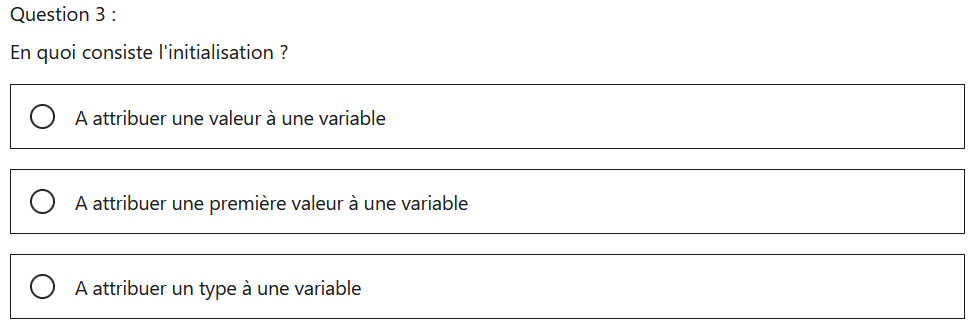 Question 3 :
En quoi consiste l'initialisation ?
A attribuer une valeur à une variable
A attribuer une première valeur à une variable
A attribuer un type à une variable